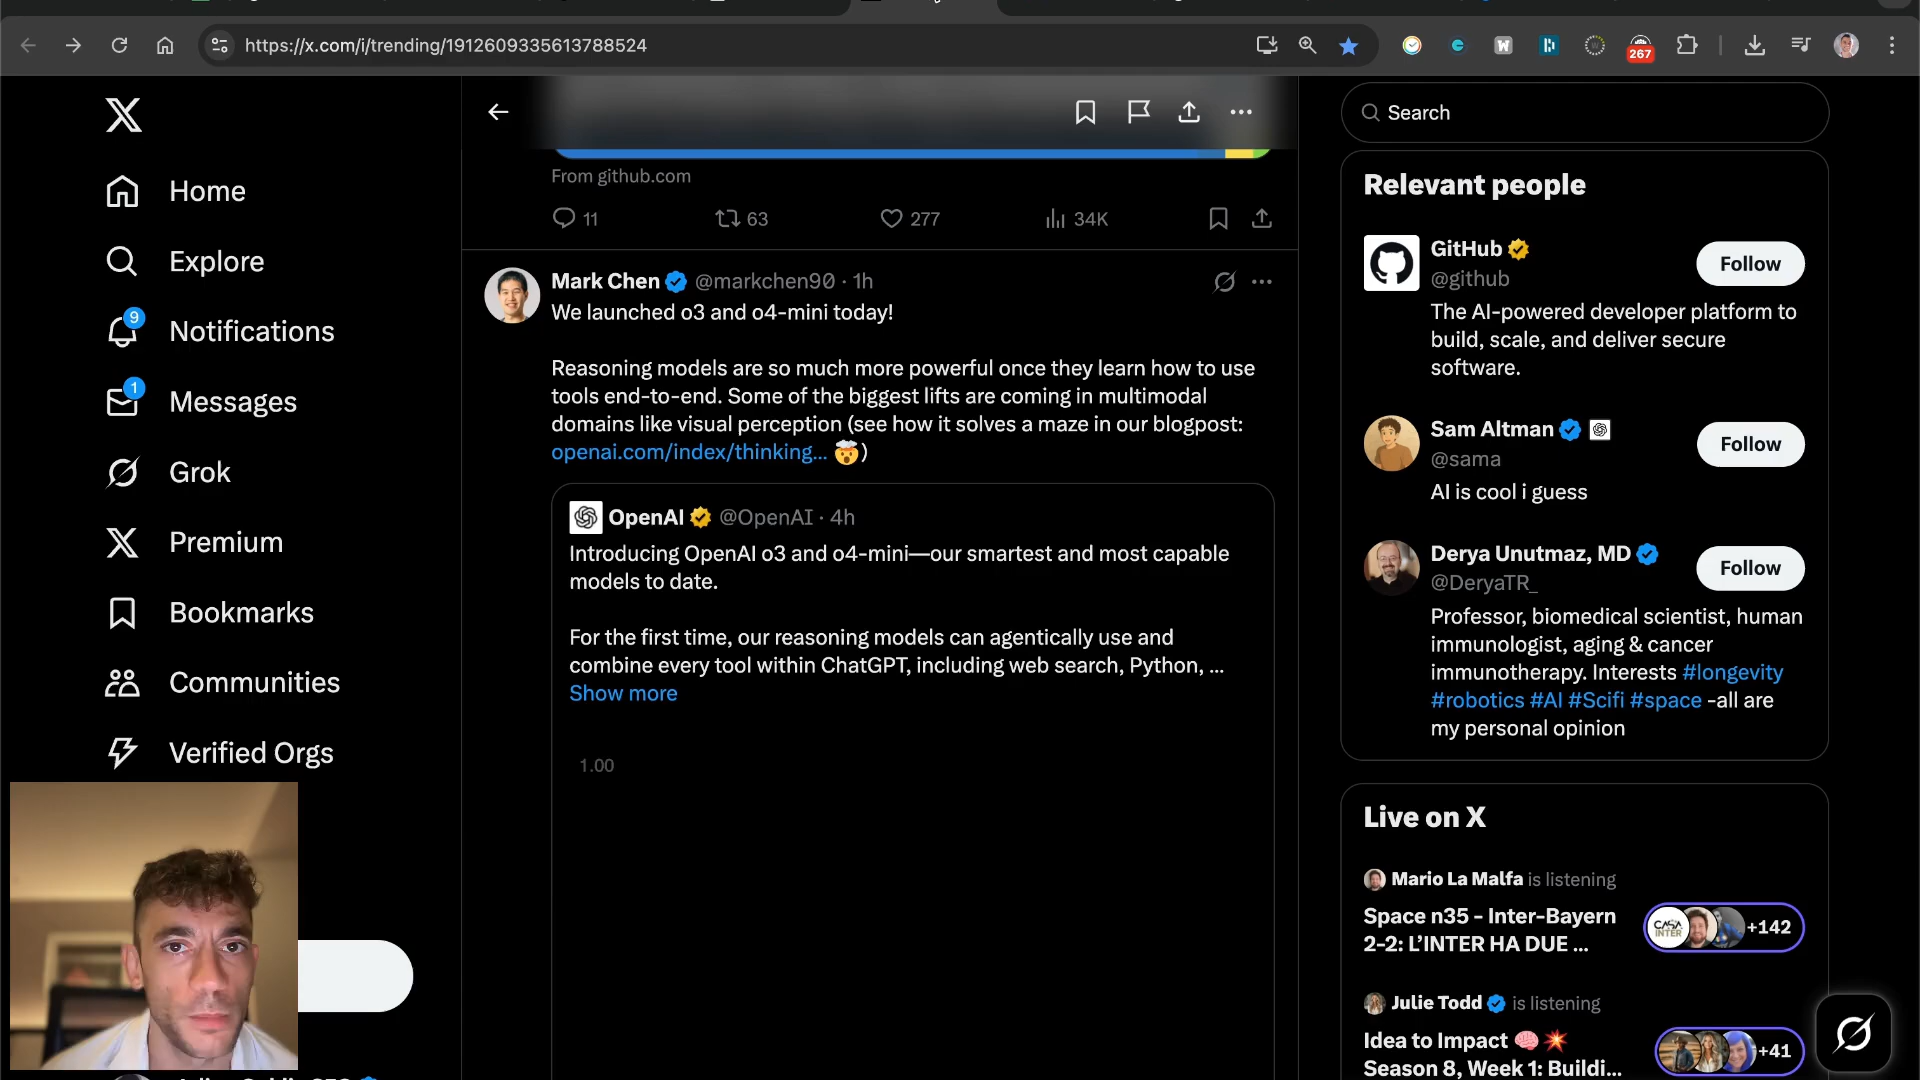 https://x.com/i/trending/1912609335613788524
267
Home
Explore
9
Notifications
1
Messages
Grok
Premium
Bookmarks
Communities
Verified Orgs
From github.com
11
63
277
34K
Mark Chen @markchen90 · 1h
We launched o3 and o4-mini today!
Reasoning models are so much more powerful once they learn how to use
tools end-to-end. Some of the biggest lifts are coming in multimodal
domains like visual perception (see how it solves a maze in our blogpost:
openai.com/index/thinking… 🤯)
OpenAI @OpenAI · 4h
Introducing OpenAI o3 and o4-mini—our smartest and most capable
models to date.
For the first time, our reasoning models can agentically use and
combine every tool within ChatGPT, including web search, Python, …
Show more
1.00
Search
Relevant people
GitHub
@github
Follow
The AI-powered developer platform to
build, scale, and deliver secure
software.
Sam Altman
@sama
Follow
AI is cool i guess
Derya Unutmaz, MD
@DeryaTR_
Follow
Professor, biomedical scientist, human
immunologist, aging & cancer
immunotherapy. Interests #longevity
#robotics #AI #Scifi #space -all are
my personal opinion
Live on X
Mario La Malfa is listening
Space n35 - Inter-Bayern
2-2: L'INTER HA DUE ...
CASA
INTER
+142
Julie Todd is listening
Idea to Impact 🧠 💥
Season 8, Week 1: Buildi...
+41